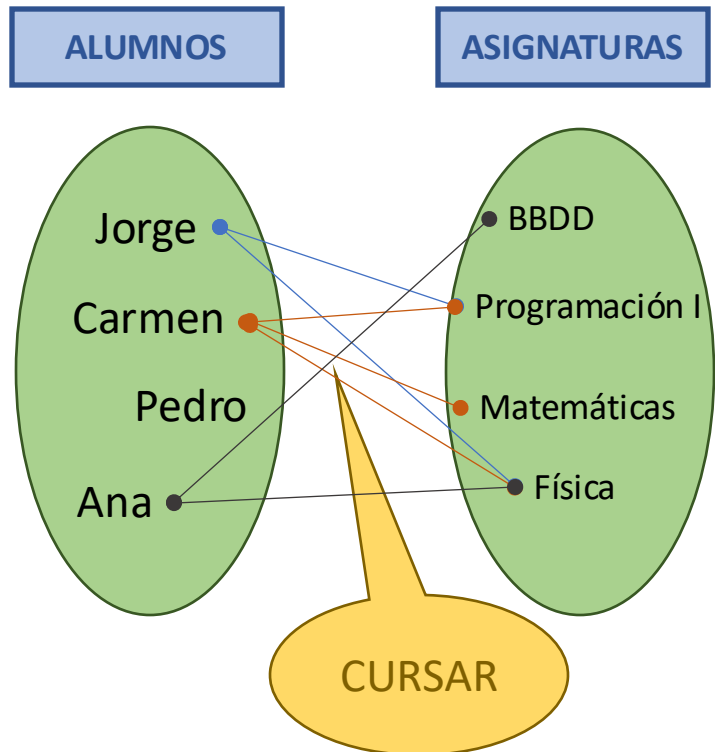 ALUMNOS
ASIGNATURAS
Jorge
Carmen
Pedro
Ana
BBDD
Programación I
Matemáticas
Física
CURSAR